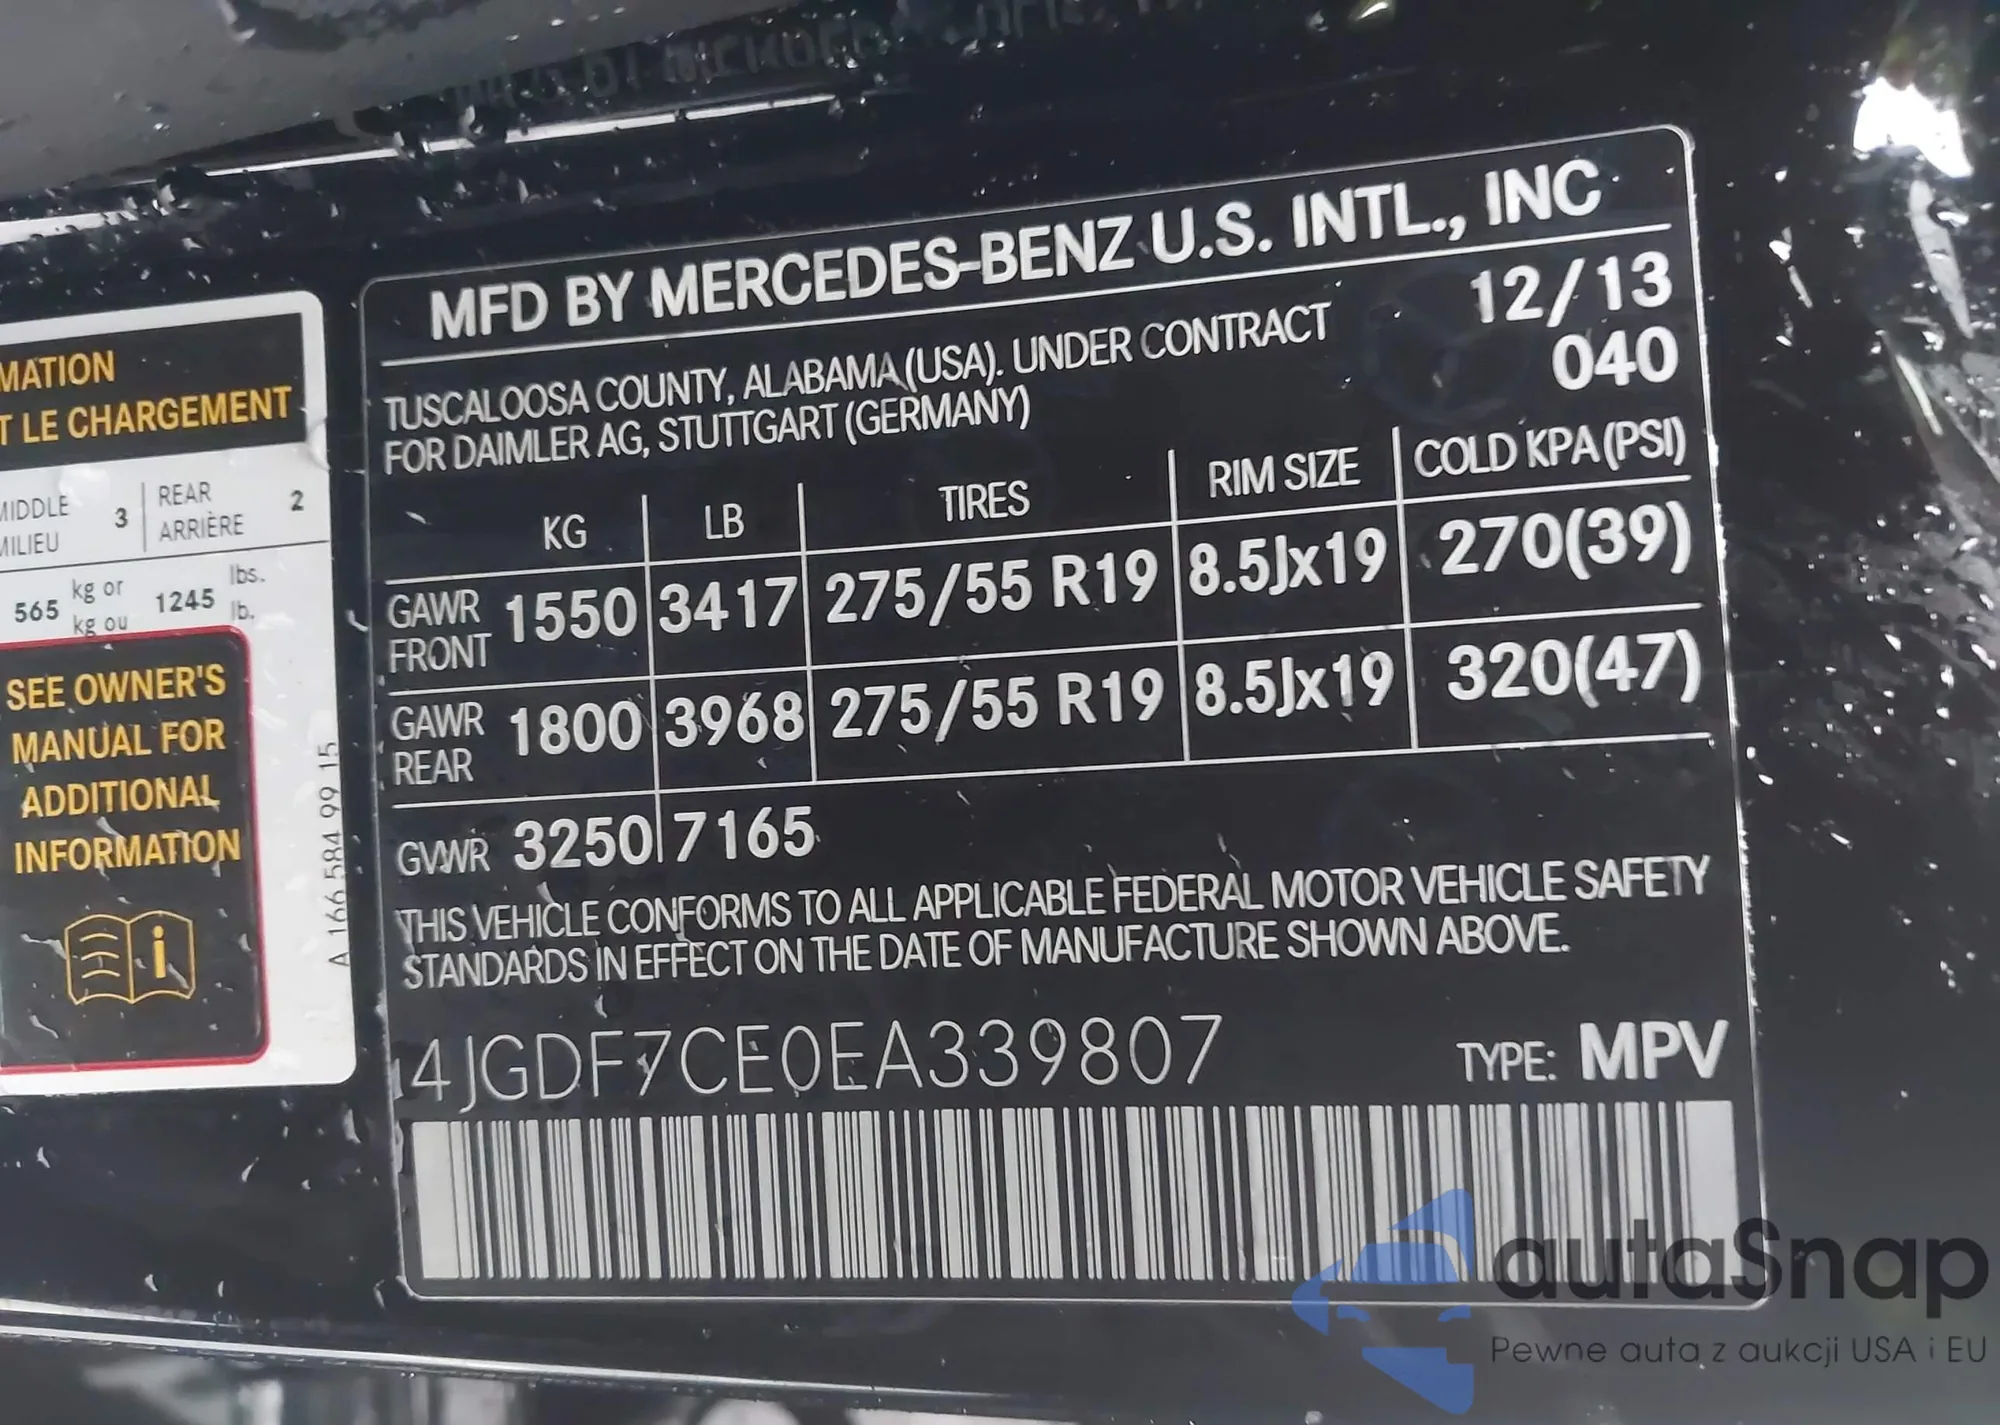 MATION
T LE CHARGEMENT
MIDDLE
MILIEU
3
REAR
ARRIÈRE
2
565 kg or 1245 lbs.
kg ou lb.
SEE OWNER'S
MANUAL FOR
ADDITIONAL
INFORMATION
i
A 166 584 99 15
MFD BY MERCEDES-BENZ U.S. INTL., INC
TUSCALOOSA COUNTY, ALABAMA (USA). UNDER CONTRACT
FOR DAIMLER AG, STUTTGART (GERMANY)
12/13
040
KG LB TIRES RIM SIZE COLD KPA (PSI)
GAWR FRONT 1550 3417 275/55 R19 8.5Jx19 270(39)
GAWR REAR 1800 3968 275/55 R19 8.5Jx19 320(47)
GVWR 3250 7165
THIS VEHICLE CONFORMS TO ALL APPLICABLE FEDERAL MOTOR VEHICLE SAFETY
STANDARDS IN EFFECT ON THE DATE OF MANUFACTURE SHOWN ABOVE.
4JGDF7CE0EA339807 TYPE: MPV
autaSnap
Pewne auta z aukcji USA i EU